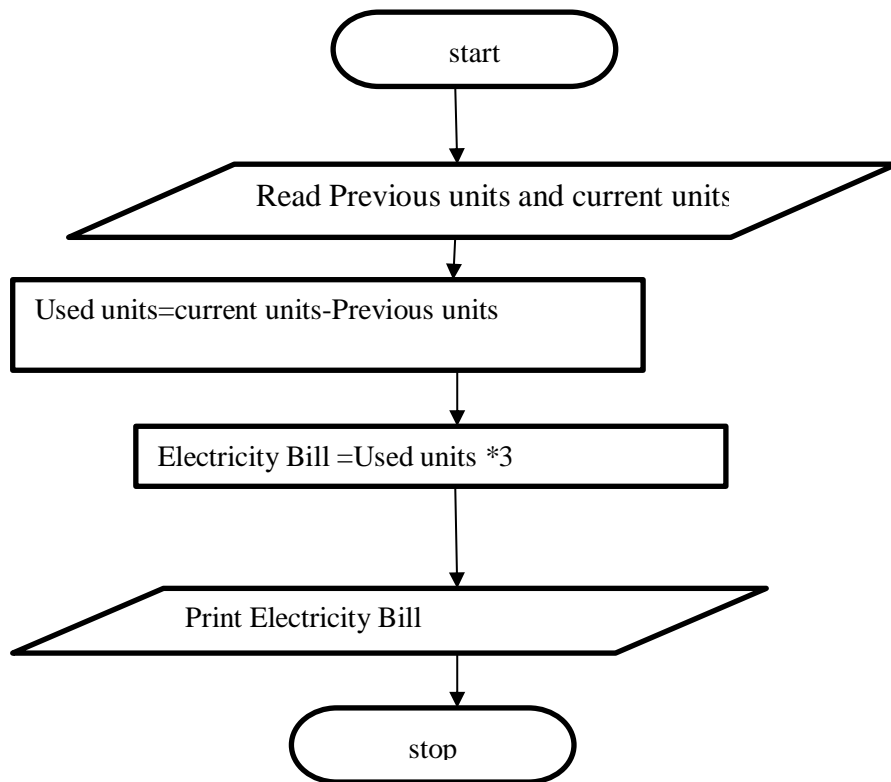 start
Read Previous units and current units
Used units=current units-Previous units
Electricity Bill =Used units *3
Print Electricity Bill
stop